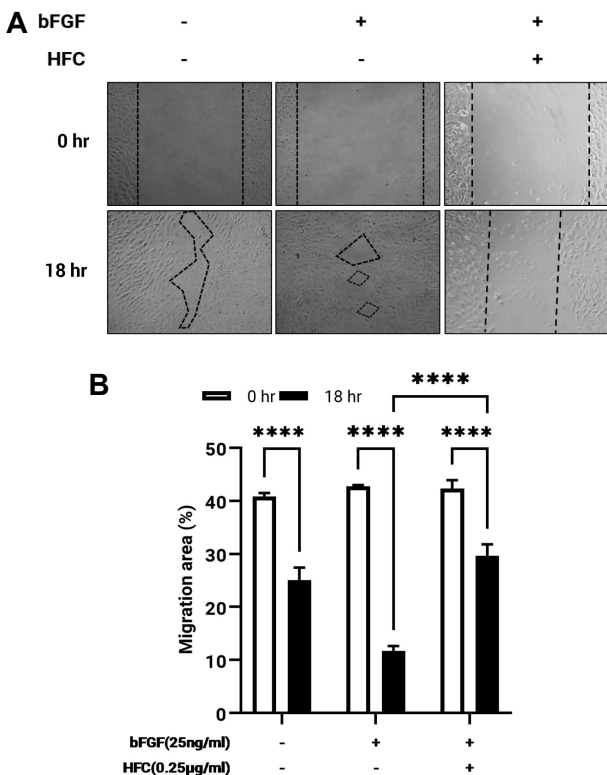 A
bFGF - + +
HFC - - +
0 hr
18 hr
B
0 hr 18 hr
****
**** **** ****
50
40
30
20
10
0
Migration area (%)
bFGF(25ng/ml) - + +
HFC(0.25µg/ml) - - +